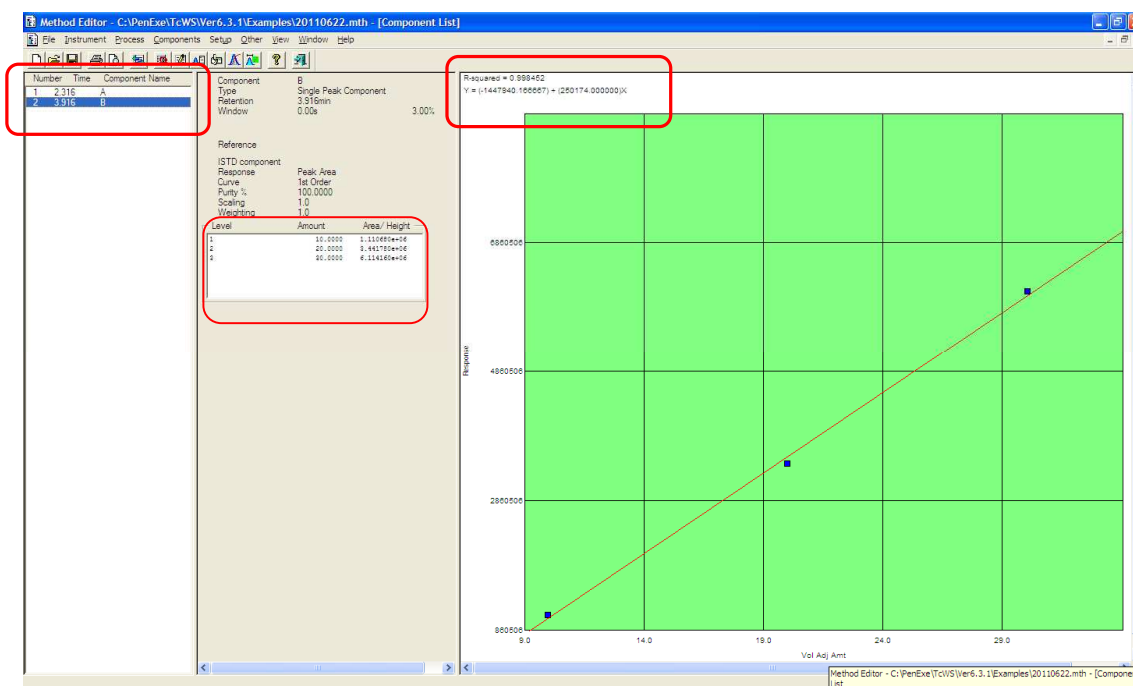 Method Editor - C:\PenExe\TcWS\Ver6.3.1\Examples\20110622.mth - [Component List]
File Instrument Process Components Setup Other View Window Help
Number Time Component Name
1 2.316 A
2 3.916 B
Component B
Type Single Peak Component
Retention 3.916min
Window 0.00s 3.00%
Reference
ISTD component
Response Peak Area
Curve 1st Order
Purity % 100.0000
Scaling 1.0
Weighting 1.0
Level Amount Area/Height
1 10.0000 1.110680e+06
2 20.0000 3.441780e+06
3 30.0000 6.114160e+06
R-squared = 0.998452
Y = (-1447940.166667) + (250174.000000)X
6860506
4860506
2860506
860506
Response
9.0 14.0 19.0 24.0 29.0
Vol Adj Amt
Method Editor - C:\PenExe\TcWS\Ver6.3.1\Examples\20110622.mth - [Compone
List